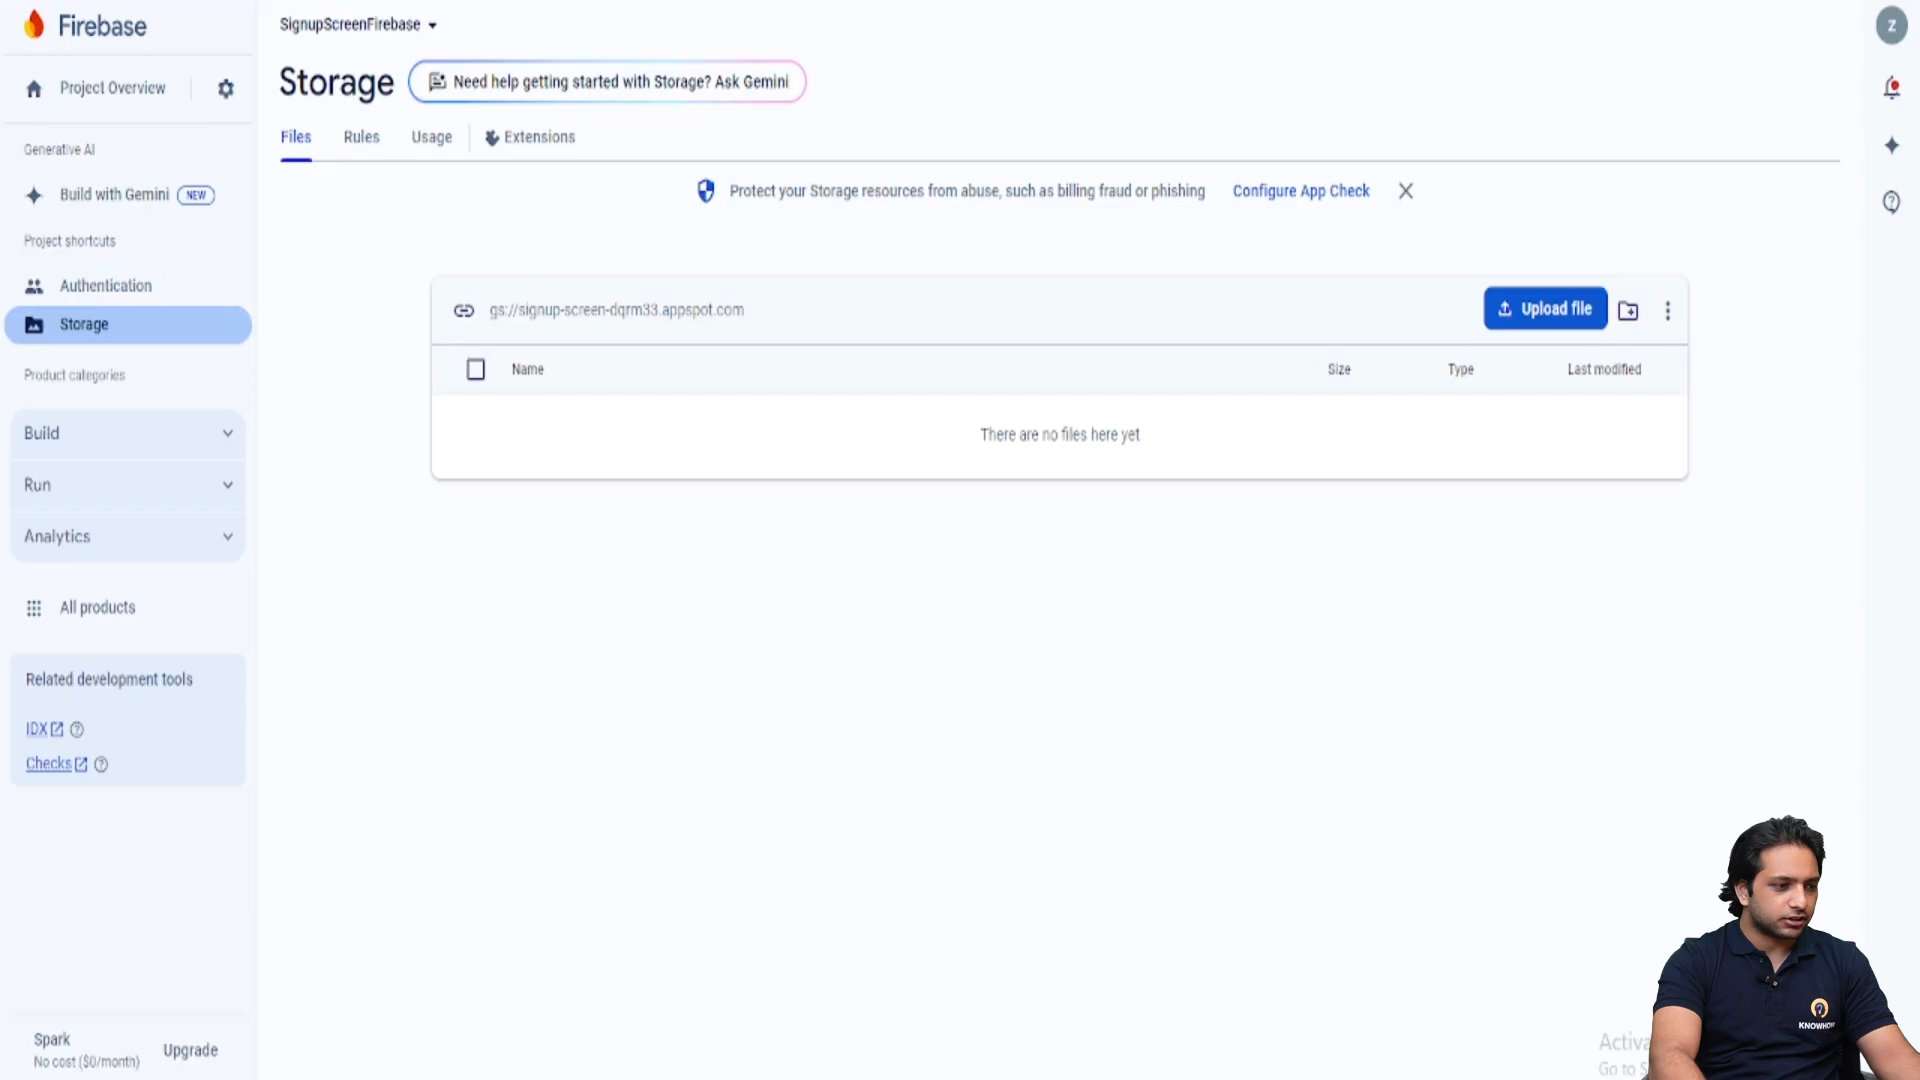 Firebase
SignupScreenFirebase
Z
Project Overview
Storage
Need help getting started with Storage? Ask Gemini
Files
Rules
Usage
Extensions
Generative AI
Build with Gemini NEW
Protect your Storage resources from abuse, such as billing fraud or phishing
Configure App Check
Project shortcuts
Authentication
Storage
gs://signup-screen-dqrm33.appspot.com
Upload file
Name
Size
Type
Last modified
There are no files here yet
Product categories
Build
Run
Analytics
All products
Related development tools
IDX
Checks
Spark
No cost ($0/month)
Upgrade
Activa
Go to S